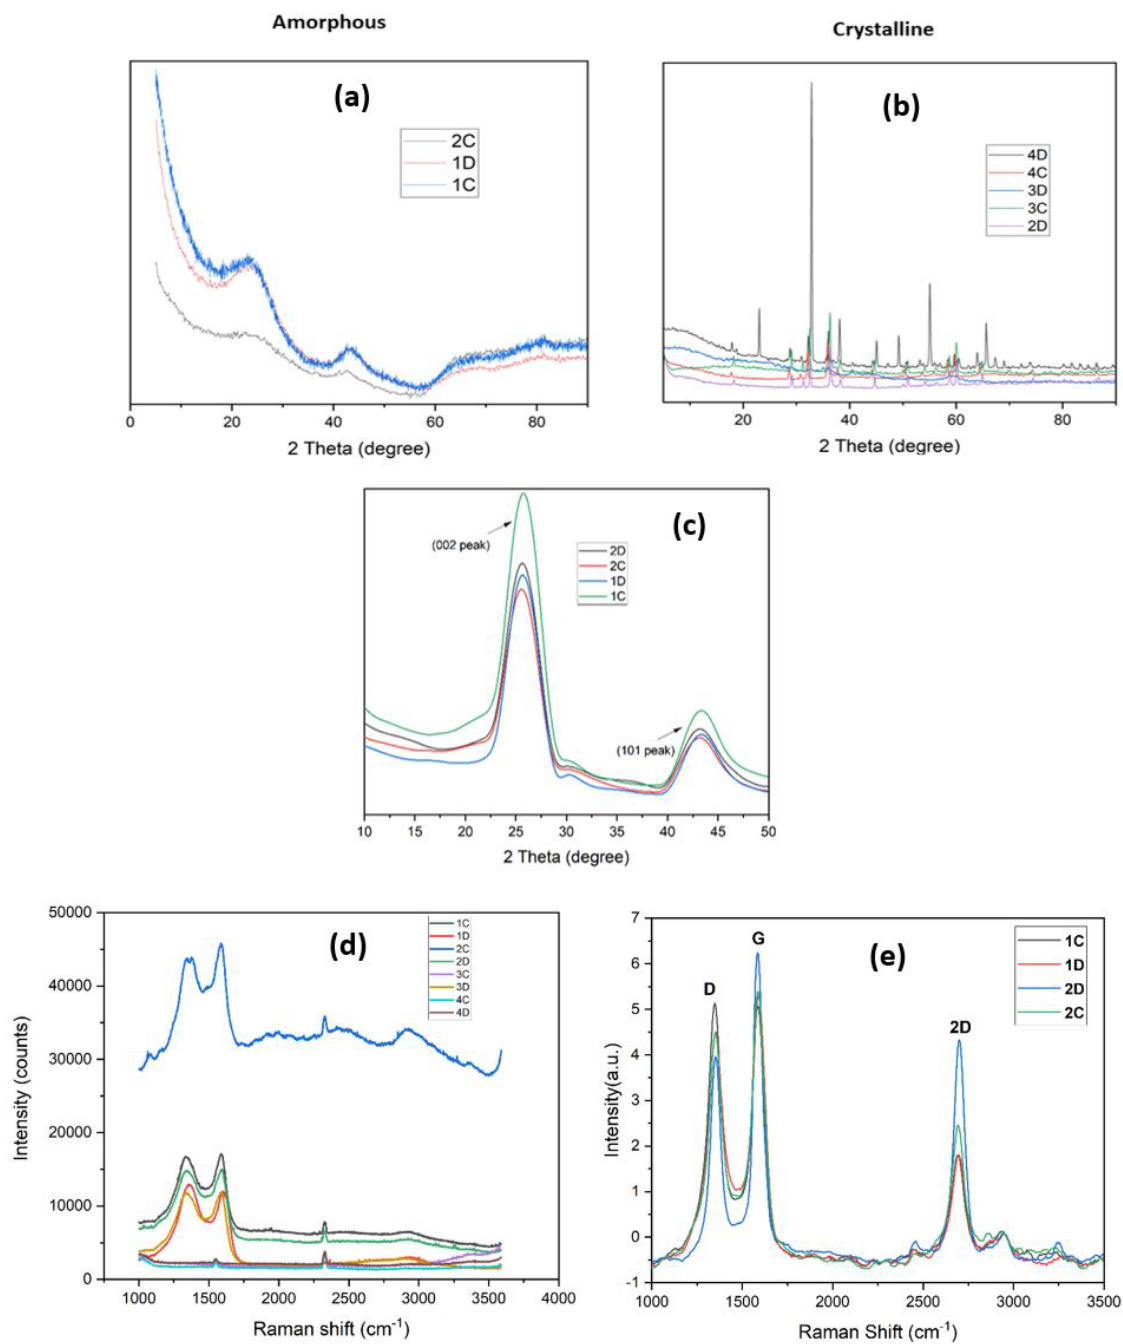 Amorphous
Crystalline
(a)
2C
1D
1C
0 20 40 60 80
2 Theta (degree)
(b)
4D
4C
3D
3C
2D
20 40 60 80
2 Theta (degree)
(c)
(002 peak)
2D
2C
1D
1C
(101 peak)
10 15 20 25 30 35 40 45 50
2 Theta (degree)
(d)
50000
40000
30000
20000
10000
0
Intensity (counts)
1C
1D
2C
2D
3C
3D
4C
4D
1000 1500 2000 2500 3000 3500 4000
Raman shift (cm-1)
(e)
7
6
5
4
3
2
1
0
-1
Intensity(a.u.)
D
G
2D
1C
1D
2D
2C
1000 1500 2000 2500 3000 3500
Raman Shift (cm-1)